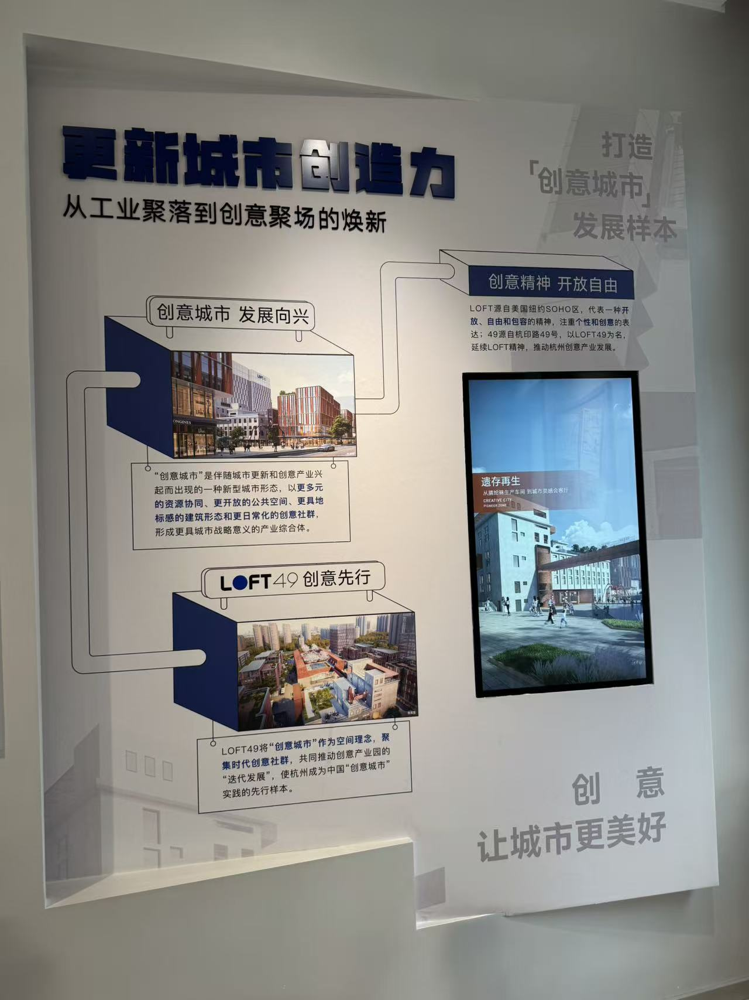 更新城市创造力
从工业聚落到创意聚场的焕新
打造
「创意城市」
发展样本
创意精神 开放自由
LOFT源自美国纽约SOHO区，代表一种开
放、自由和包容的精神，注重个性和创意的表
达；49源自杭印路49号，以LOFT49为名，
延续LOFT精神，推动杭州创意产业发展。
创意城市 发展向兴
LOFT
ONGINES
“创意城市”是伴随城市更新和创意产业兴
起而出现的一种新型城市形态，以更多元
的资源协同、更开放的公共空间、更具地
标感的建筑形态和更日常化的创意社群，
形成更具城市战略意义的产业综合体。
遗存再生
从腈纶袜生产车间 到城市灵感会客厅
CREATIVE CITY
PIONEER ZONE
LOFT49 创意先行
LOFT49将“创意城市”作为空间理念，聚
集时代创意社群，共同推动创意产业园的
“迭代发展”，使杭州成为中国“创意城市”
实践的先行样本。
创 意
让城市更美好